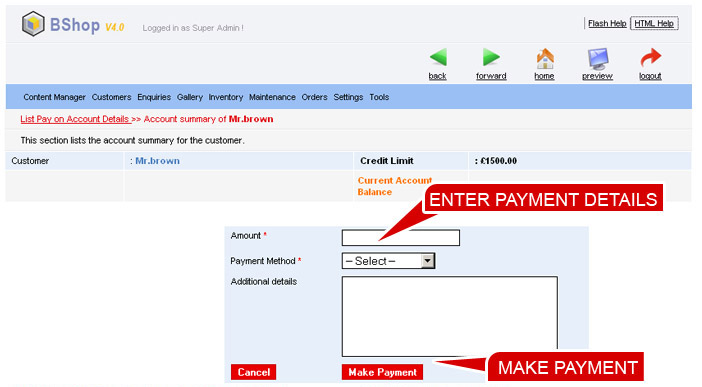 BShop V4.0
Logged in as Super Admin !
Flash Help
HTML Help
back
forward
home
preview
logout
Content Manager Customers Enquiries Gallery Inventory Maintenance Orders Settings Tools
List Pay on Account Details >> Account summary of Mr.brown
This section lists the account summary for the customer.
Customer : Mr.brown Credit Limit : £1500.00
Current Account
Balance
ENTER PAYMENT DETAILS
Amount *
Payment Method * -- Select --
Additional details
MAKE PAYMENT
Cancel Make Payment